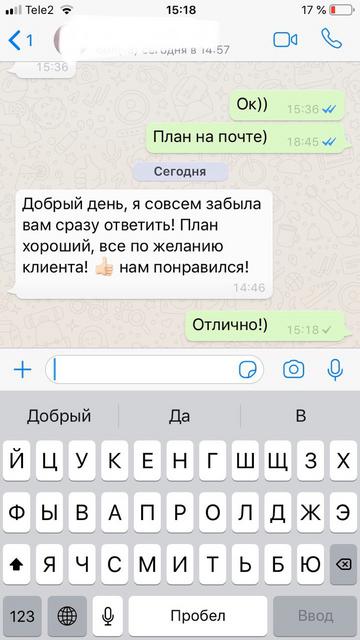 Tele2 15:18 17 %
1
сегодня в 14:57
15:36
Ок)) 15:36
План на почте) 18:45
Сегодня
Добрый день, я совсем забыла
вам сразу ответить! План
хороший, все по желанию
клиента! 👍🏻 нам понравился!
14:46
Отлично!) 15:18
Добрый Да В
Й Ц У К Е Н Г Ш Щ З Х
Ф Ы В А П Р О Л Д Ж Э
Я Ч С М И Т Ь Б Ю
123 Пробел Ввод